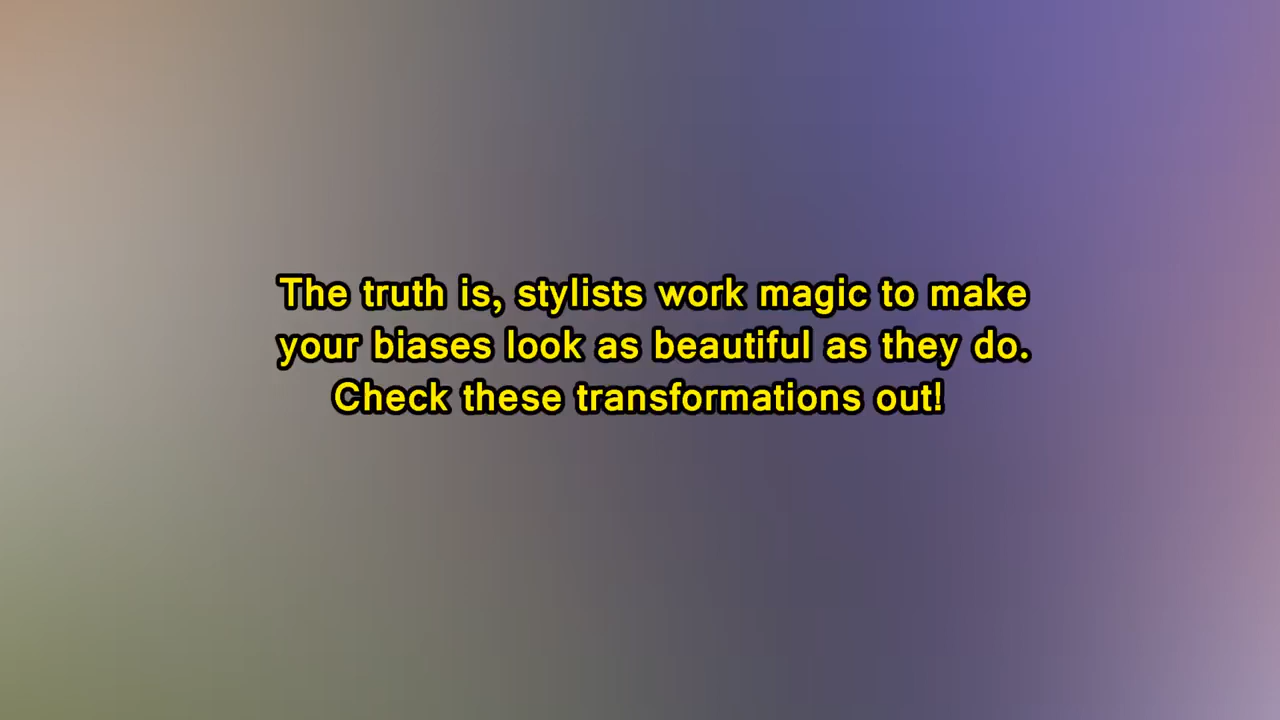 The truth is, stylists work magic to make
your biases look as beautiful as they do.
Check these transformations out!